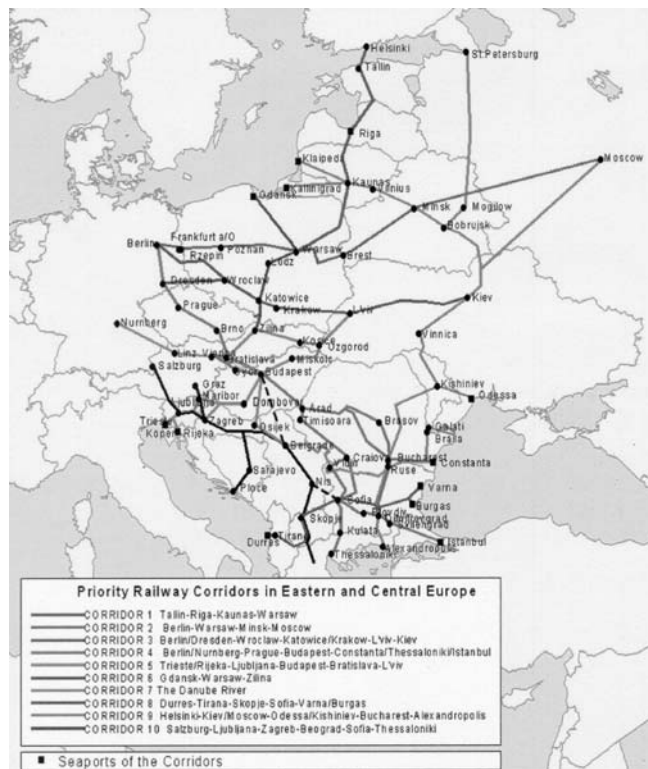 Helsinki
St.Petersburg
Tallin
Riga
Klaipeda
Moscow
Kaunas
Kaliningrad
Vilnius
Gdansk
Minsk
Mogilow
Bobrujsk
Frankfurt a/O
Berlin
Poznan
Warsaw
Rzepin
Brest
Lodz
Dresden
Wroclaw
Katowice
Kiev
Prague
Krakow
L'viv
Nurnberg
Brno
Zilina
Vinnica
Kosice
Ozgorod
Linz
Bratislava
Miskolc
Salzburg
Budapest
Graz
Kishiniev
Maribor
Odessa
Ljubljana
Dombovar
Arad
Trieste
Zagreb
Timisoara
Brasov
Galati
Koper
Rijeka
Osijek
Braila
Belgrade
Craiova
Bucharest
Constanta
Vidin
Ruse
Sarajevo
Nis
Varna
Ploce
Sofia
Burgas
Skopje
Kulata
Tirane
Istanbul
Durres
Thessaloniki
Alexandropolis
Priority Railway Corridors in Eastern and Central Europe
CORRIDOR 1 Tallin-Riga-Kaunas-Warsaw
CORRIDOR 2 Berlin-Warsaw-Minsk-Moscow
CORRIDOR 3 Berlin/Dresden-Wroclaw-Katowice/Krakow-L'viv-Kiev
CORRIDOR 4 Berlin/Nurnberg-Prague-Budapest-Constanta/Thessaloniki/Istanbul
CORRIDOR 5 Trieste/Rijeka-Ljubljana-Budapest-Bratislava-L'viv
CORRIDOR 6 Gdansk-Warsaw-Zilina
CORRIDOR 7 The Danube River
CORRIDOR 8 Durres-Tirana-Skopje-Sofia-Varna/Burgas
CORRIDOR 9 Helsinki-Kiev/Moscow-Odessa/Kishiniev-Bucharest-Alexandropolis
CORRIDOR 10 Salzburg-Ljubljana-Zagreb-Beograd-Sofia-Thessaloniki
Seaports of the Corridors